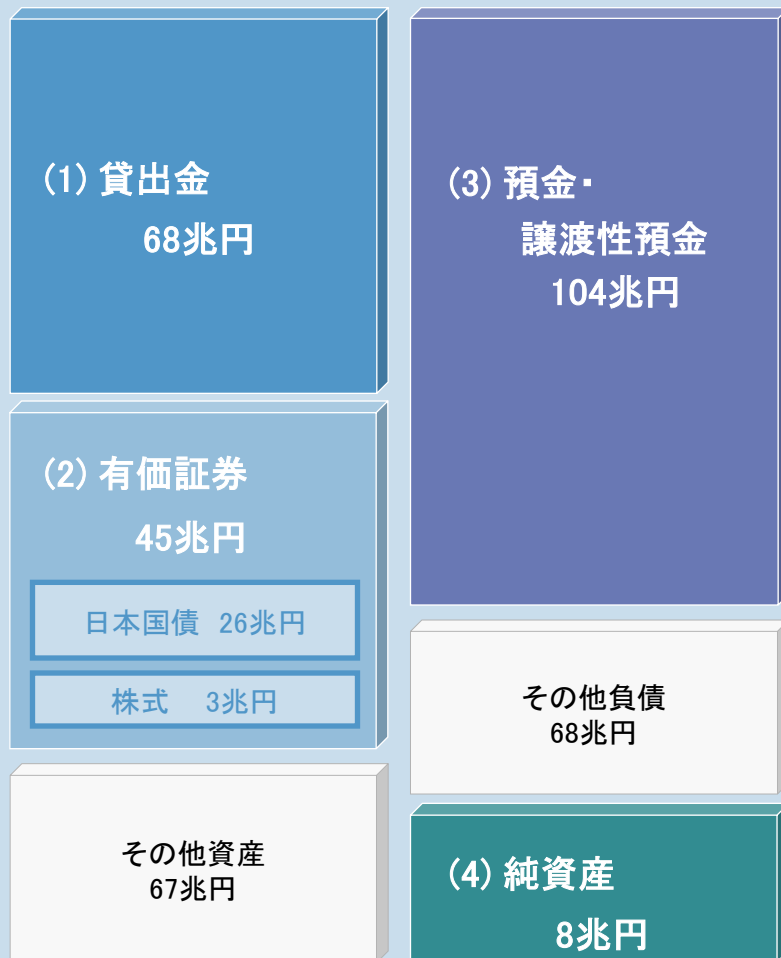 (1) 貸出金
68兆円
(2) 有価証券
45兆円
日本国債 26兆円
株式 3兆円
その他資産
67兆円
(3) 預金・
譲渡性預金
104兆円
その他負債
68兆円
(4) 純資産
8兆円